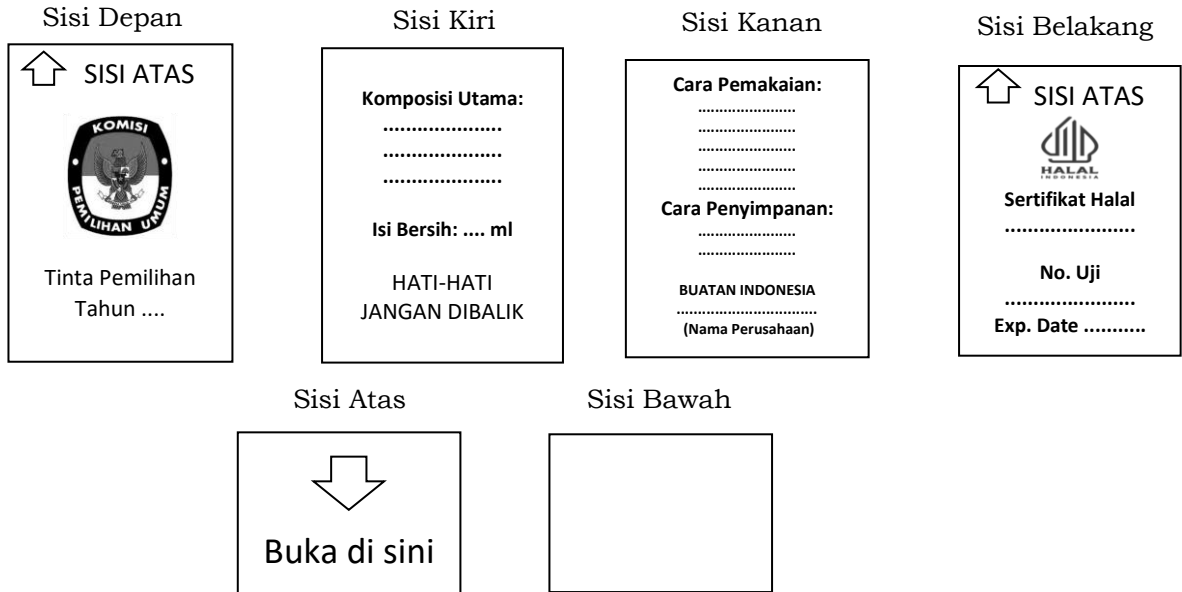 Sisi Depan
SISI ATAS
KOMISI
PEMILIHAN UMUM
Tinta Pemilihan
Tahun ....
Sisi Kiri
Komposisi Utama:
.....................
.....................
.....................
Isi Bersih: .... ml
HATI-HATI
JANGAN DIBALIK
Sisi Kanan
Cara Pemakaian:
.......................
.......................
.......................
.......................
.......................
Cara Penyimpanan:
.......................
.......................
BUATAN INDONESIA
.................................
(Nama Perusahaan)
Sisi Belakang
SISI ATAS
HALAL
INDONESIA
Sertifikat Halal
.......................
No. Uji
.......................
Exp. Date ...........
Sisi Atas
Buka di sini
Sisi Bawah